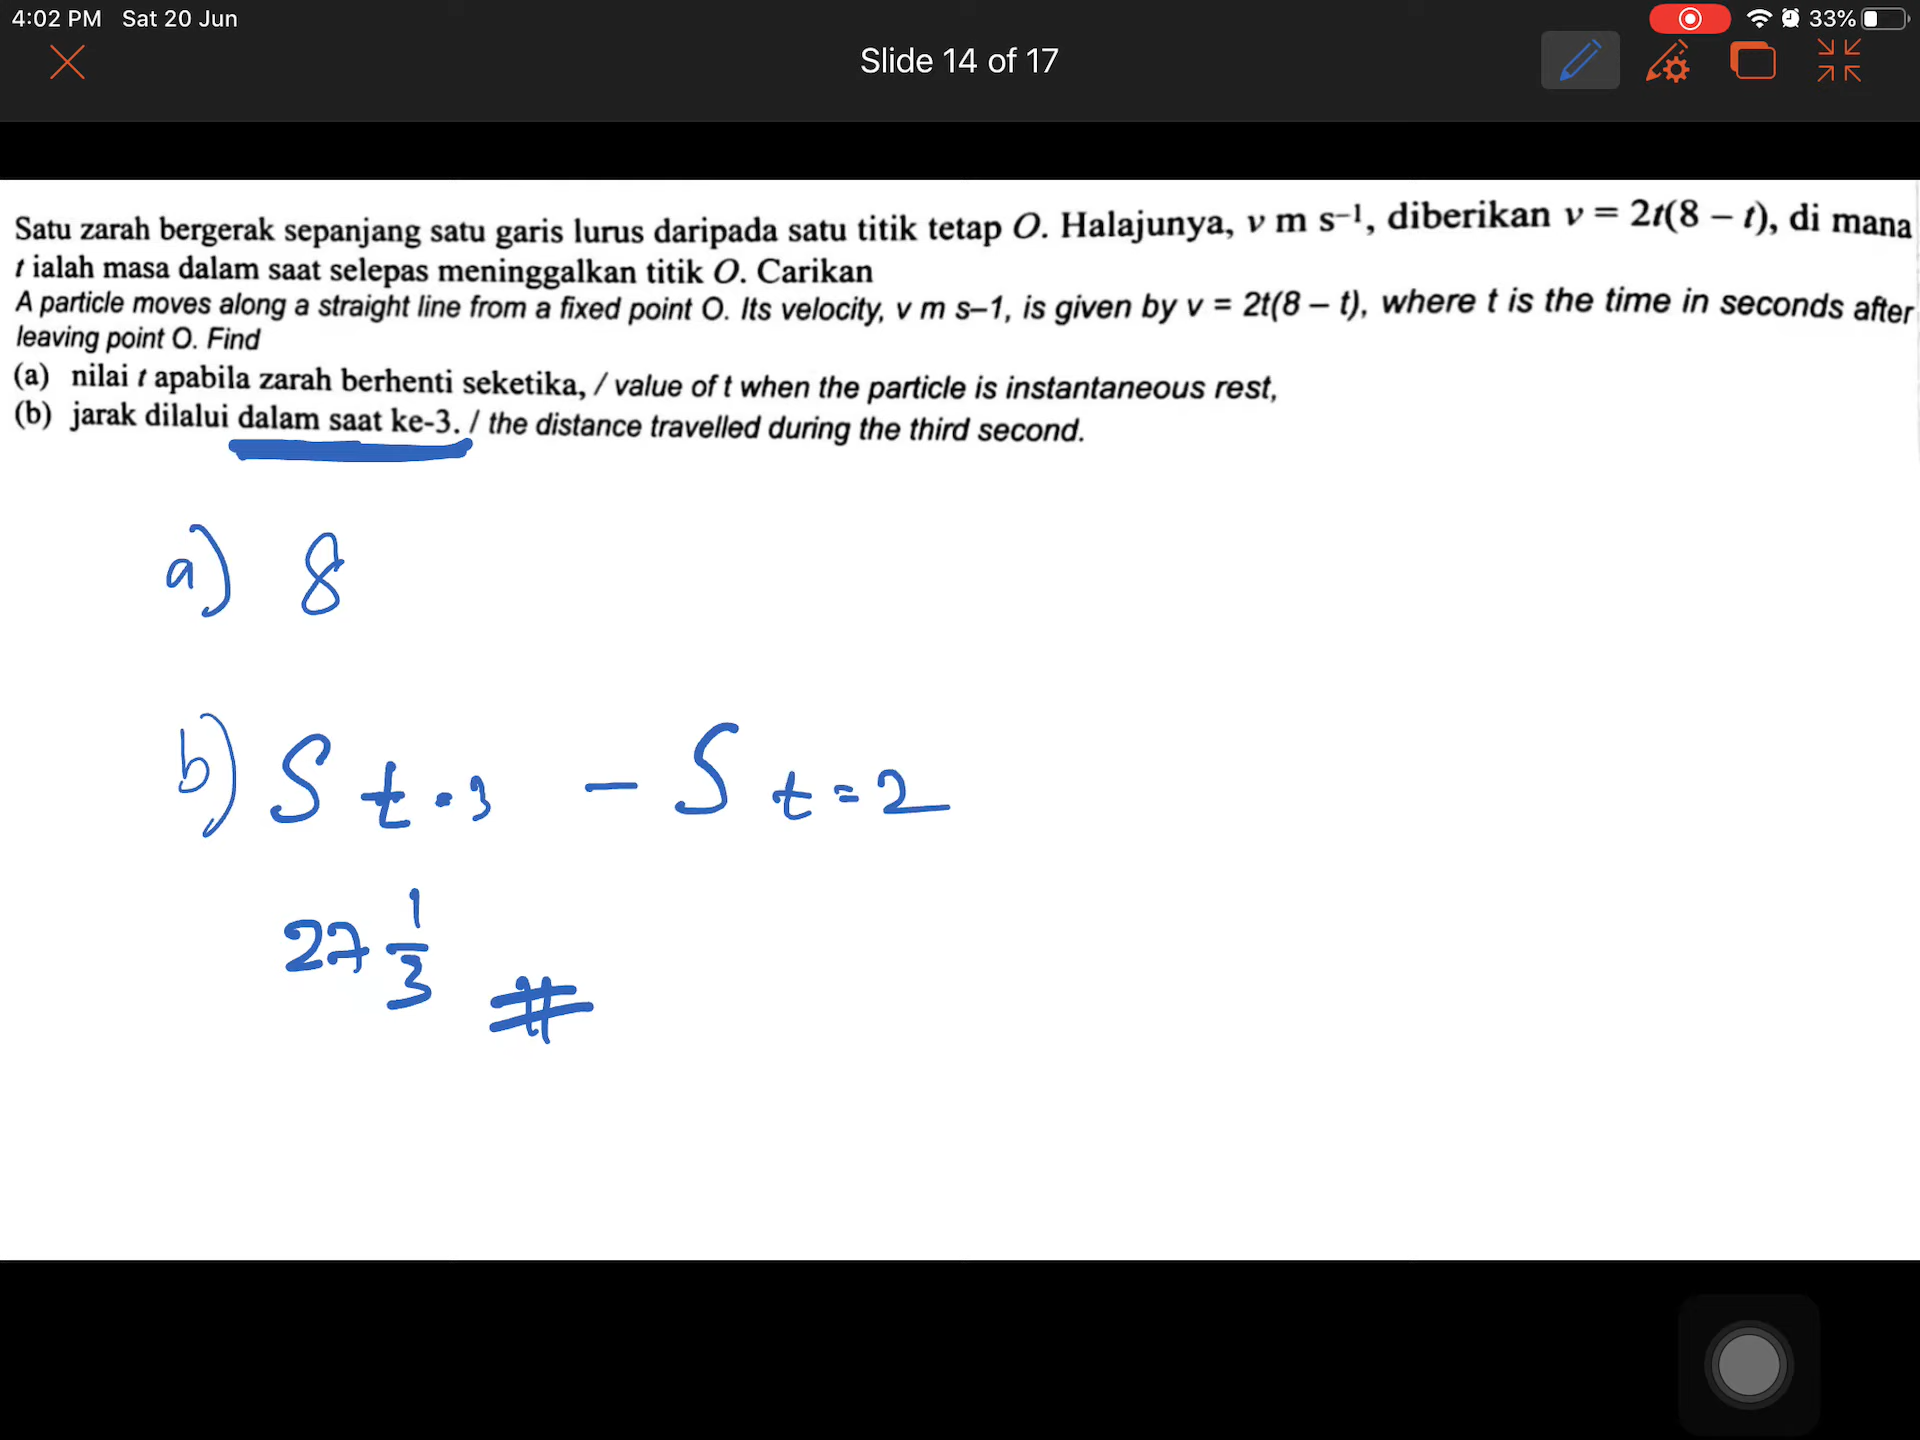 4:02 PM Sat 20 Jun 33%
Slide 14 of 17
Satu zarah bergerak sepanjang satu garis lurus daripada satu titik tetap O. Halajunya, v m s⁻¹, diberikan v = 2t(8 – t), di mana
t ialah masa dalam saat selepas meninggalkan titik O. Carikan
A particle moves along a straight line from a fixed point O. Its velocity, v m s–1, is given by v = 2t(8 – t), where t is the time in seconds after
leaving point O. Find
(a) nilai t apabila zarah berhenti seketika, / value of t when the particle is instantaneous rest,
(b) jarak dilalui dalam saat ke-3. / the distance travelled during the third second.
a) 8
b) S t = 3 – S t = 2
27 1/3 #